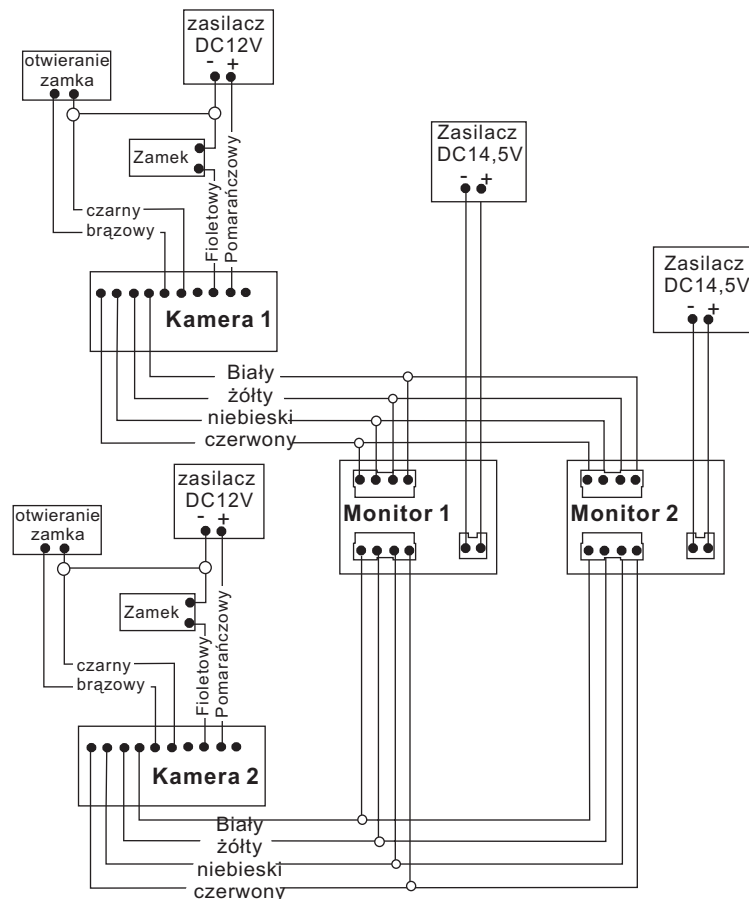 zasilacz
DC12V
- +
otwieranie
zamka
Zamek
czarny
brązowy
Fioletowy
Pomarańczowy
Kamera 1
Zasilacz
DC14,5V
- +
Zasilacz
DC14,5V
- +
Biały
żółty
niebieski
czerwony
Monitor 1
Monitor 2
zasilacz
DC12V
- +
otwieranie
zamka
Zamek
czarny
brązowy
Fioletowy
Pomarańczowy
Kamera 2
Biały
żółty
niebieski
czerwony